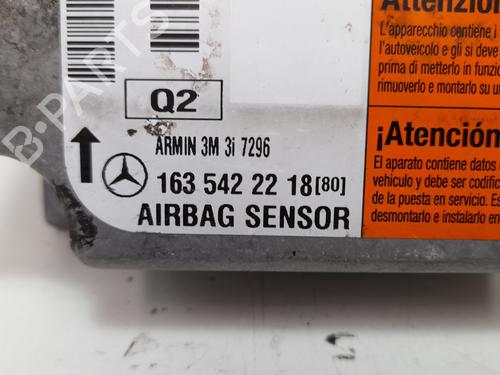 Attenzion
L'apparecchio contiene i
l'autoveicolo e gli si deve
prima di metterlo in funzio
rimuoverlo e montarlo su un
Q2
ARMIN 3M 3i 7296
163 542 22 18 [80]
AIRBAG SENSOR
¡Atención
El aparato contiene datos
vehículo y debe ser codific
de la puesta en servicio. Es
desmontarlo e instalarlo en
B-PARTS